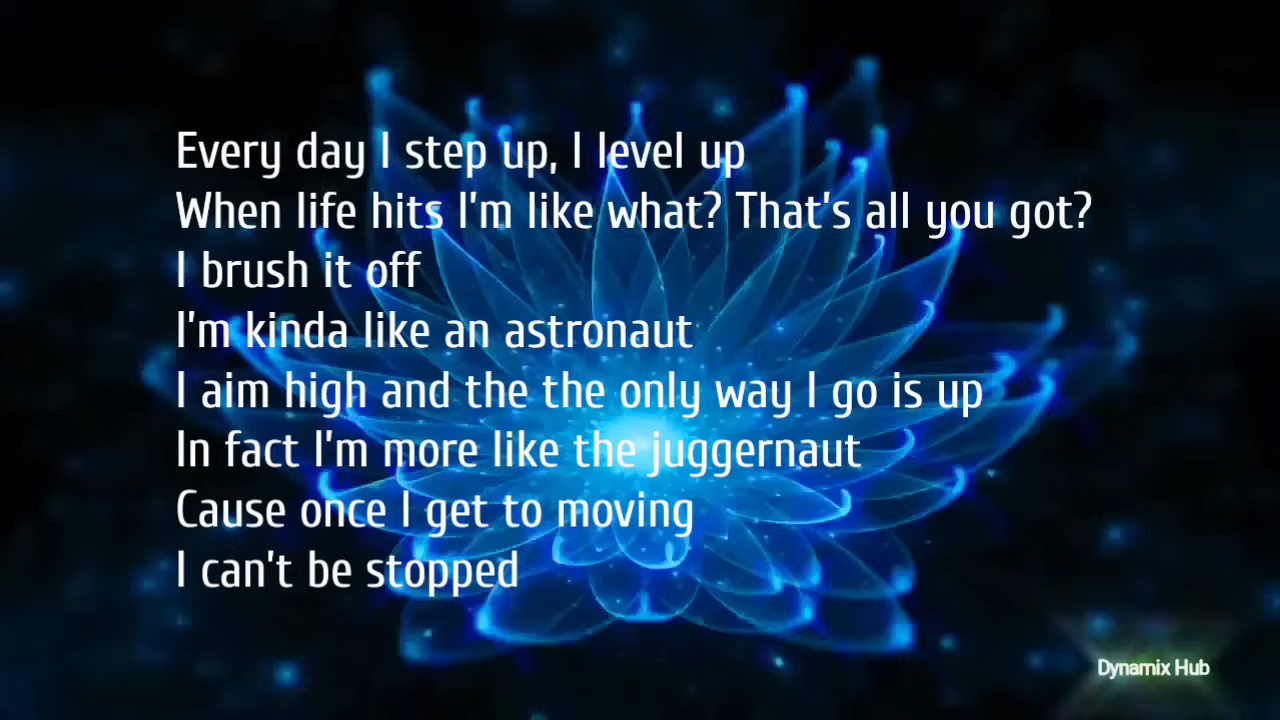 Every day I step up, I level up
When life hits I'm like what? That's all you got?
I brush it off
I'm kinda like an astronaut
I aim high and the the only way I go is up
In fact I'm more like the juggernaut
Cause once I get to moving
I can't be stopped
Dynamix Hub